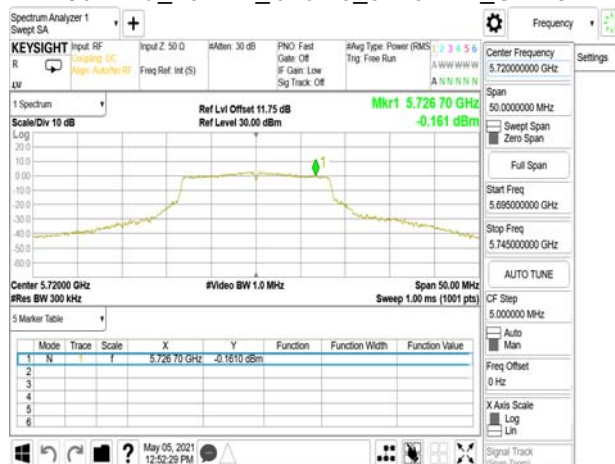 Spectrum Analyzer 1
Swept SA
Frequency
KEYSIGHT
R
Input: RF
Coupling: DC
Align: Auto/No RF
Input Z: 50 Ω
Freq Ref: Int (S)
#Atten: 30 dB
PNO: Fast
Gate: Off
IF Gain: Low
Sig Track: Off
#Avg Type: Power (RMS
Trig: Free Run
1 2 3 4 5 6
A W W W W W
A N N N N N
Center Frequency
5.720000000 GHz
Settings
Span
50.0000000 MHz
Swept Span
Zero Span
Full Span
Start Freq
5.695000000 GHz
Stop Freq
5.745000000 GHz
AUTO TUNE
CF Step
5.000000 MHz
Auto
Man
Freq Offset
0 Hz
X Axis Scale
Log
Lin
Signal Track
1 Spectrum
Scale/Div 10 dB
Ref Lvl Offset 11.75 dB
Ref Level 30.00 dBm
Mkr1 5.726 70 GHz
-0.161 dBm
Log
20.0
10.0
0.00
-10.0
-20.0
-30.0
-40.0
-50.0
-60.0
1
Center 5.72000 GHz
#Res BW 300 kHz
#Video BW 1.0 MHz
Span 50.00 MHz
Sweep 1.00 ms (1001 pts)
5 Marker Table
Mode Trace Scale X Y Function Function Width Function Value
1 N 1 f 5.726 70 GHz -0.1610 dBm
2
3
4
5
6
?
May 05, 2021
12:52:29 PM